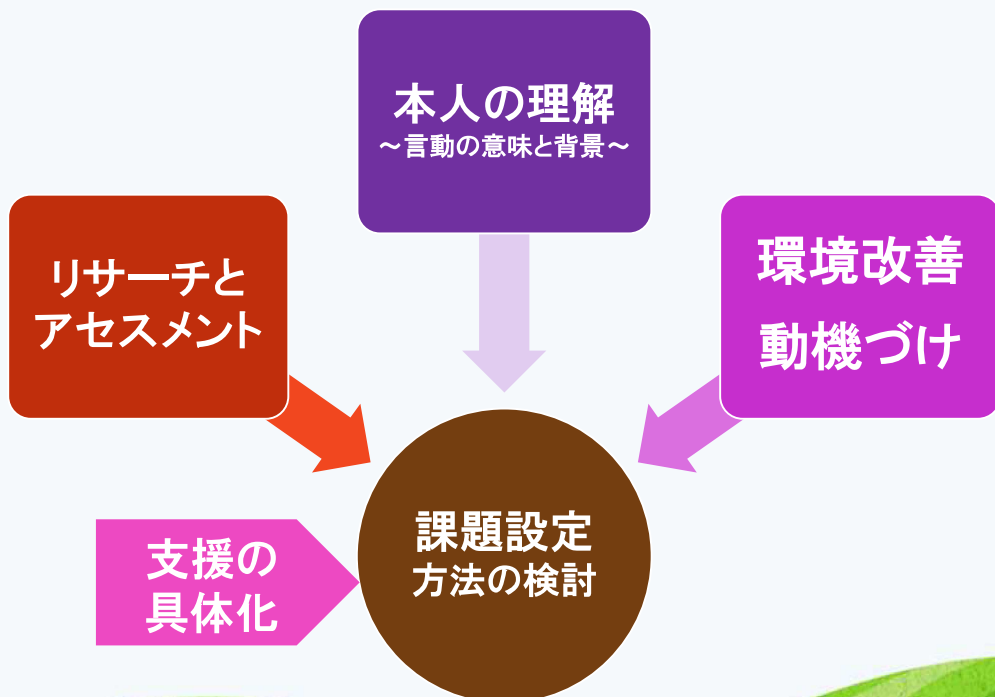 本人の理解
～言動の意味と背景～
リサーチと
アセスメント
環境改善
動機づけ
課題設定
方法の検討
支援の
具体化